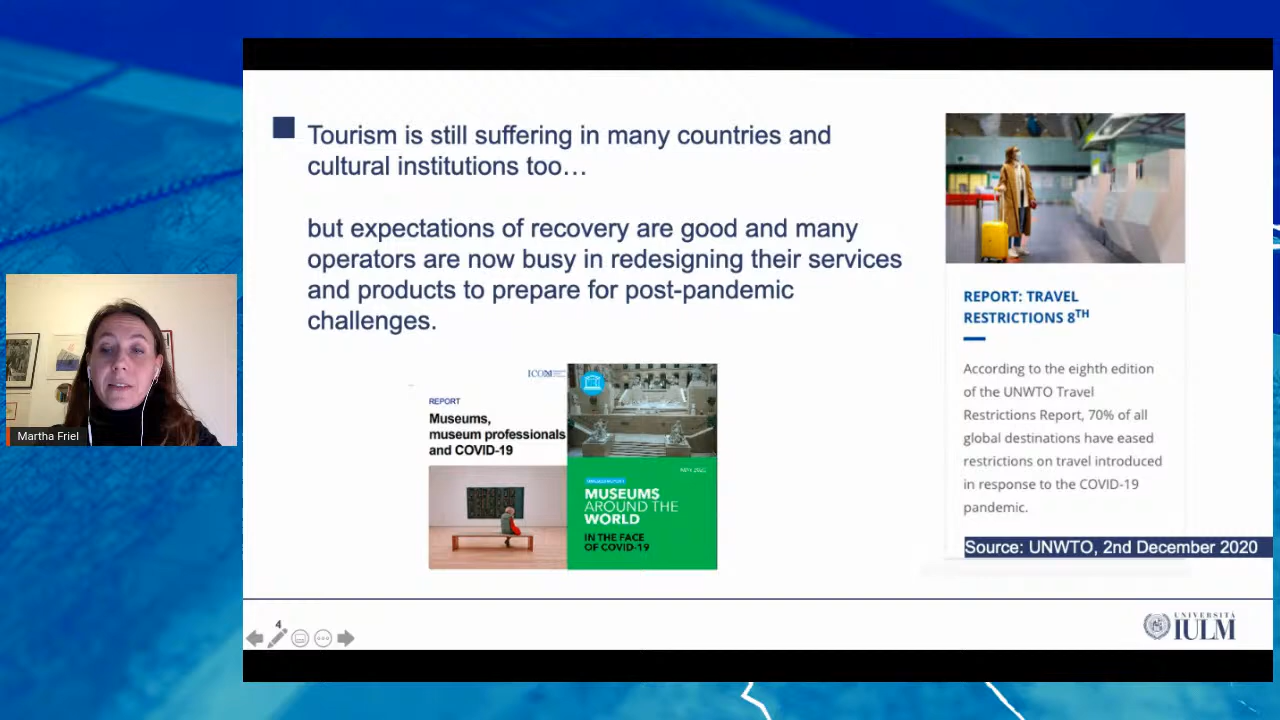 Tourism is still suffering in many countries and
cultural institutions too…
but expectations of recovery are good and many
operators are now busy in redesigning their services
and products to prepare for post-pandemic
challenges.
REPORT: TRAVEL
RESTRICTIONS 8TH
According to the eighth edition
of the UNWTO Travel
Restrictions Report, 70% of all
global destinations have eased
restrictions on travel introduced
in response to the COVID-19
pandemic.
Source: UNWTO, 2nd December 2020
ICOM
REPORT
Museums,
museum professionals
and COVID-19
MUSEUMS
AROUND THE
WORLD
IN THE FACE
OF COVID-19
Martha Friel
4
UNIVERSITÀ
IULM